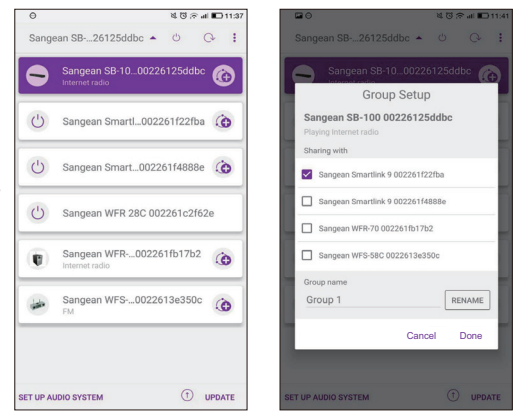 11:37
Sangean SB-...26125ddbc
Sangean SB-10...00226125ddbc
Internet radio
Sangean Smartl...002261f22fba
Sangean Smart...002261f4888e
Sangean WFR 28C 002261c2f62e
Sangean WFR-...002261fb17b2
Internet radio
Sangean WFS-...0022613e350c
FM
SET UP AUDIO SYSTEM
UPDATE
11:41
Sangean SB-...26125ddbc
Sangean SB-10...00226125ddbc
Group Setup
Sangean SB-100 00226125ddbc
Playing Internet radio
Sharing with
Sangean Smartlink 9 002261f22fba
Sangean Smartlink 9 002261f4888e
Sangean WFR-70 002261fb17b2
Sangean WFS-58C 0022613e350c
Group name
Group 1
RENAME
Cancel Done
SET UP AUDIO SYSTEM
UPDATE